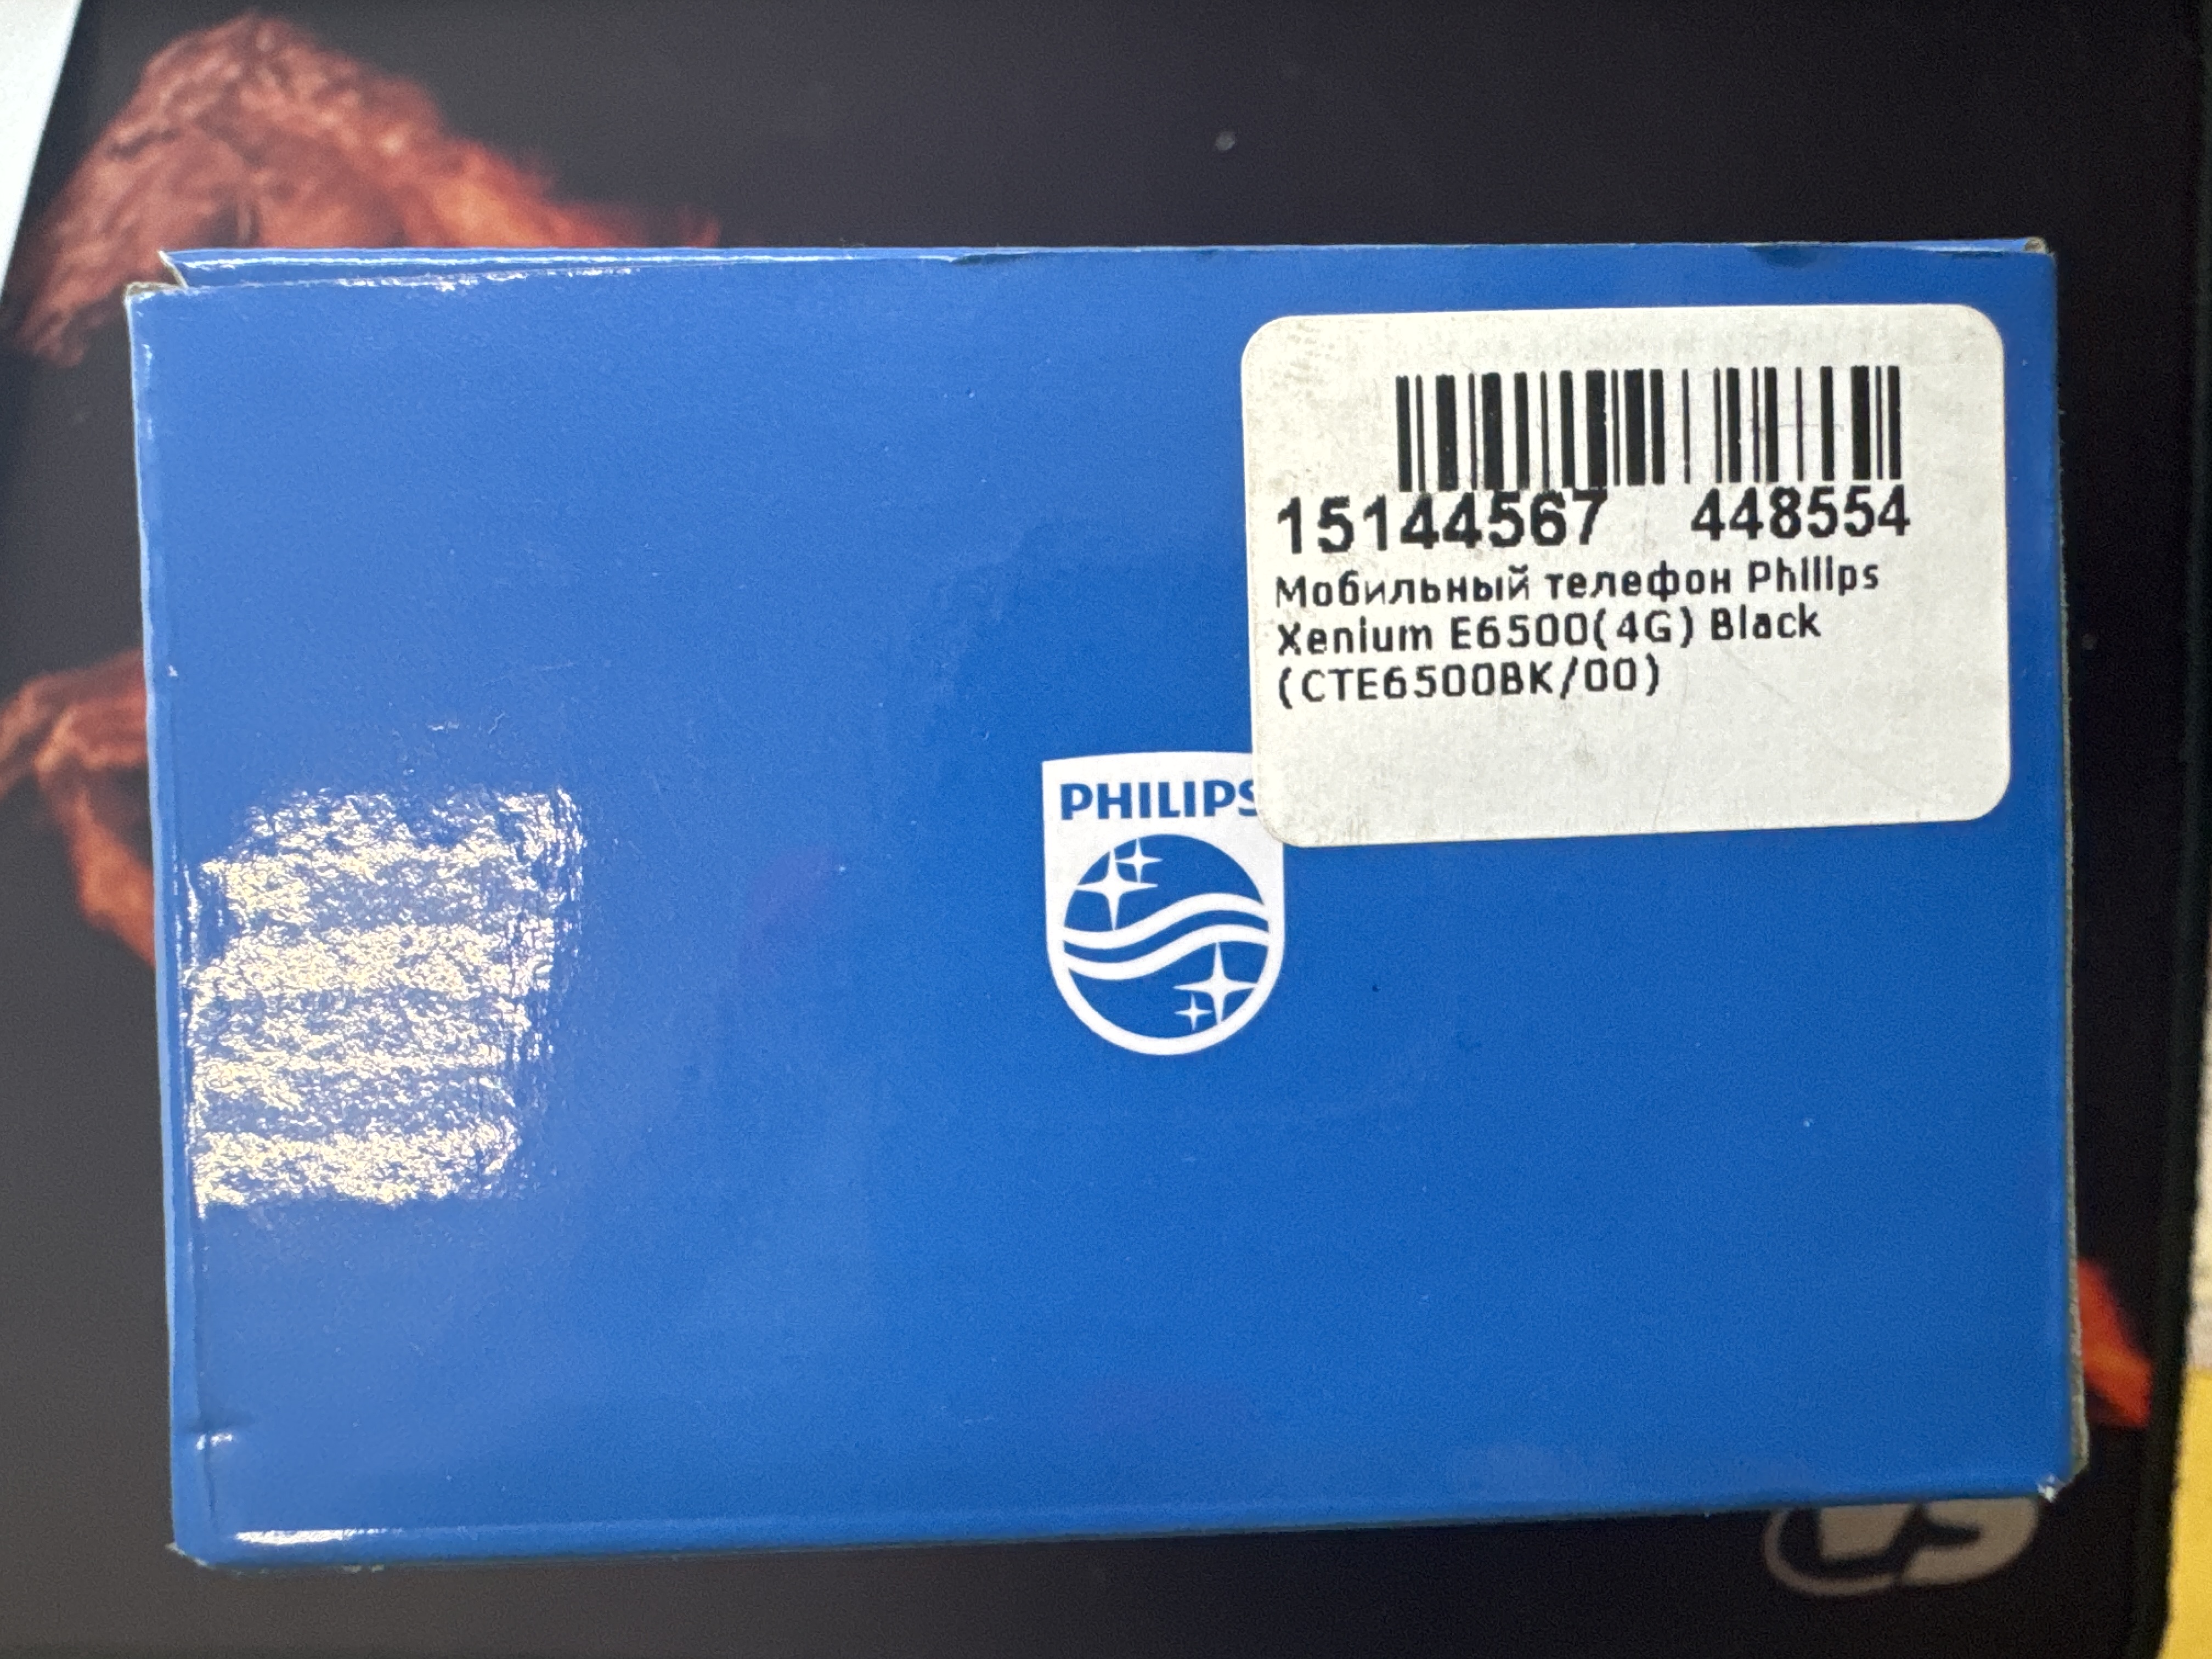 15144567 448554
Мобильный телефон Philips
Xenium E6500(4G) Black
(CTE6500BK/00)
PHILIPS